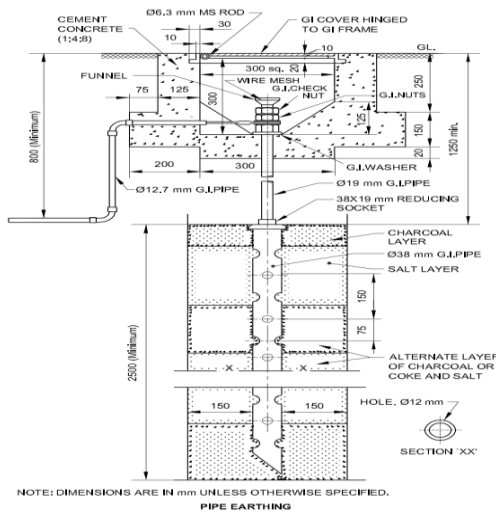 Ø6.3 mm MS ROD
30
10
CEMENT
CONCRETE
(1:4:8)
GI COVER HINGED
TO GI FRAME
10
GL.
300 sq.
20
FUNNEL
WIRE MESH
G.I.CHECK
NUT
G.I.NUTS
300
250
75
125
125
150
20
800 (Minimum)
1250 min.
200
300
G.I.WASHER
Ø12.7 mm G.I.PIPE
Ø19 mm G.I.PIPE
38X19 mm REDUCING
SOCKET
CHARCOAL
LAYER
Ø38 mm G.I.PIPE
SALT LAYER
150
75
2500 (Minimum)
ALTERNATE LAYER
OF CHARCOAL OR
COKE AND SALT
X
X
150
150
HOLE, Ø12 mm
SECTION 'XX'
NOTE: DIMENSIONS ARE IN mm UNLESS OTHERWISE SPECIFIED.
PIPE EARTHING